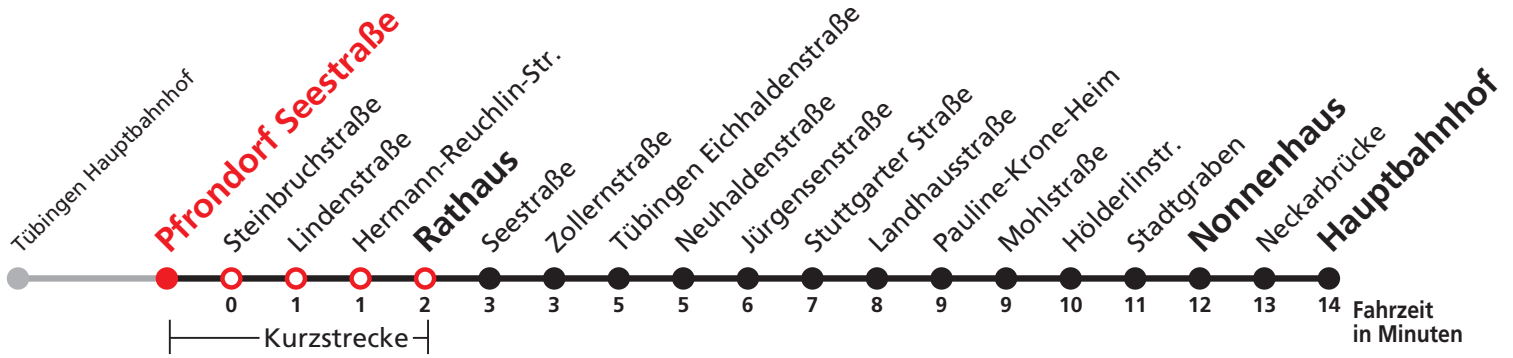 Tübingen Hauptbahnhof
Pfrondorf Seestraße
Steinbruchstraße
Lindenstraße
Hermann-Reuchlin-Str.
Rathaus
Seestraße
Zollernstraße
Tübingen Eichhaldenstraße
Neuhaldenstraße
Jürgensenstraße
Stuttgarter Straße
Landhausstraße
Pauline-Krone-Heim
Mohlstraße
Hölderlinstr.
Stadtgraben
Nonnenhaus
Neckarbrücke
Hauptbahnhof
0 1 1 2 3 3 5 5 6 7 8 9 9 10 11 12 13 14
Fahrzeit
in Minuten
Kurzstrecke